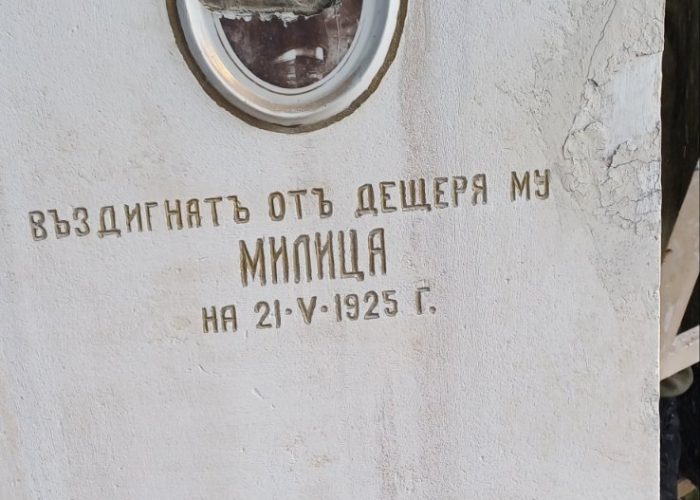 ВЪЗДИГНАТЪ ОТЪ ДЕЩЕРЯ МУ
МИЛИЦА
НА 21·V·1925 Г.